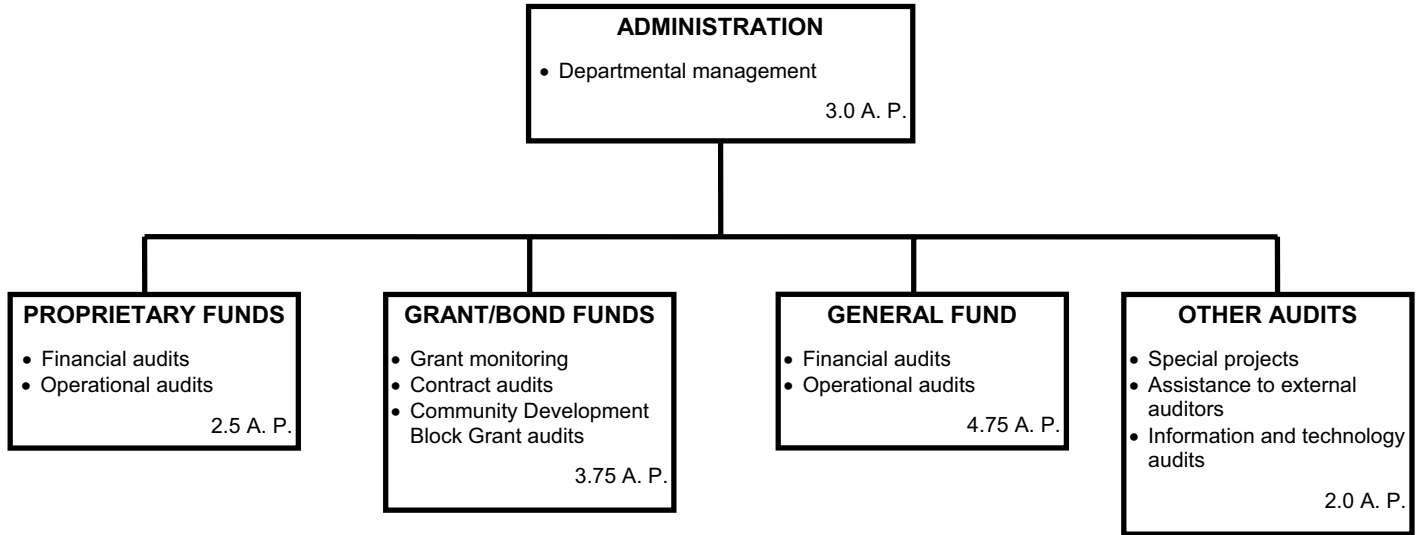 ADMINISTRATION
• Departmental management
3.0 A. P.
PROPRIETARY FUNDS
• Financial audits
• Operational audits
2.5 A. P.
GRANT/BOND FUNDS
• Grant monitoring
• Contract audits
• Community Development
Block Grant audits
3.75 A. P.
GENERAL FUND
• Financial audits
• Operational audits
4.75 A. P.
OTHER AUDITS
• Special projects
• Assistance to external
auditors
• Information and technology
audits
2.0 A. P.